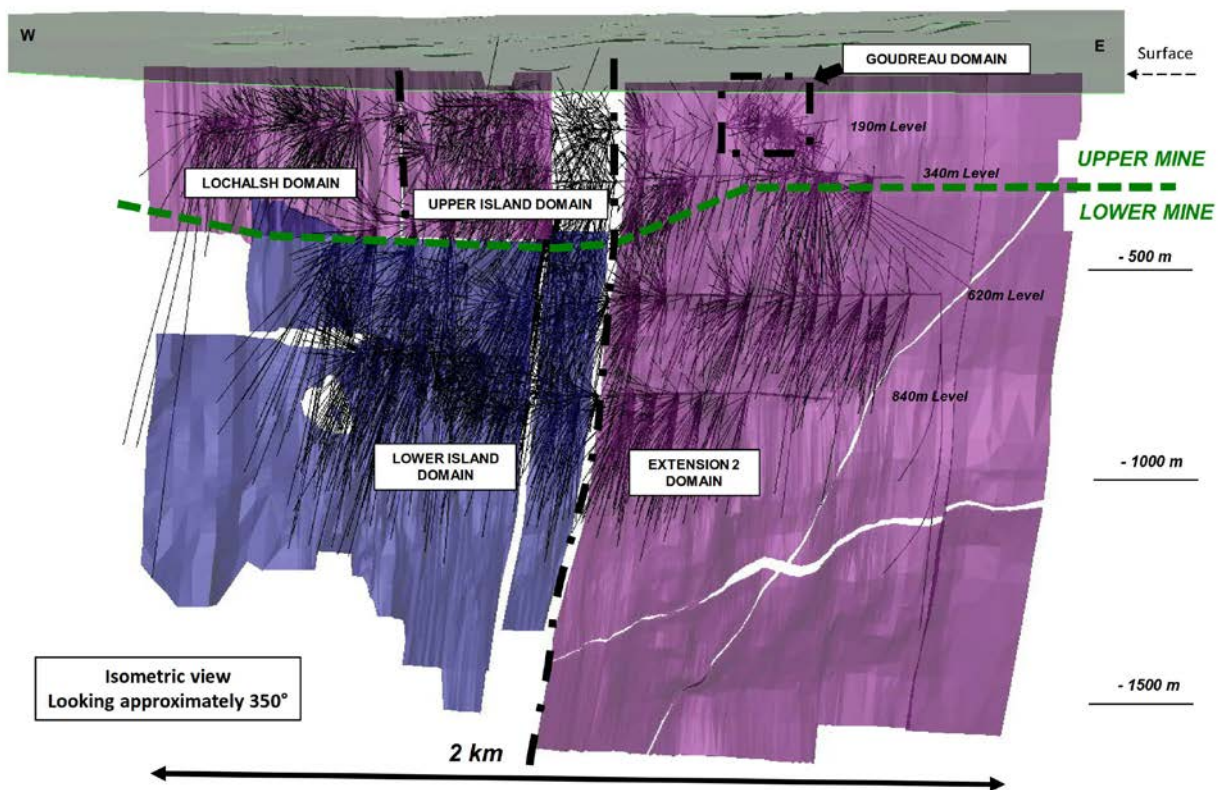 W
E
GOUDREAU DOMAIN
Surface
190m Level
UPPER MINE
340m Level
LOCHALSH DOMAIN
UPPER ISLAND DOMAIN
LOWER MINE
- 500 m
620m Level
840m Level
LOWER ISLAND
DOMAIN
EXTENSION 2
DOMAIN
- 1000 m
Isometric view
Looking approximately 350°
- 1500 m
2 km